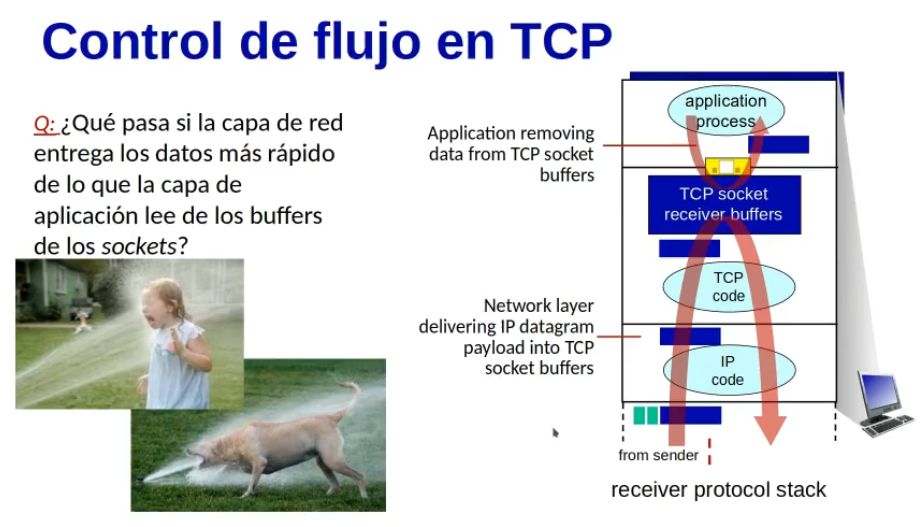 Control de flujo en TCP
Q: ¿Qué pasa si la capa de red
entrega los datos más rápido
de lo que la capa de
aplicación lee de los buffers
de los sockets?
Application removing
data from TCP socket
buffers
Network layer
delivering IP datagram
payload into TCP
socket buffers
application
process
TCP socket
receiver buffers
TCP
code
IP
code
from sender
receiver protocol stack